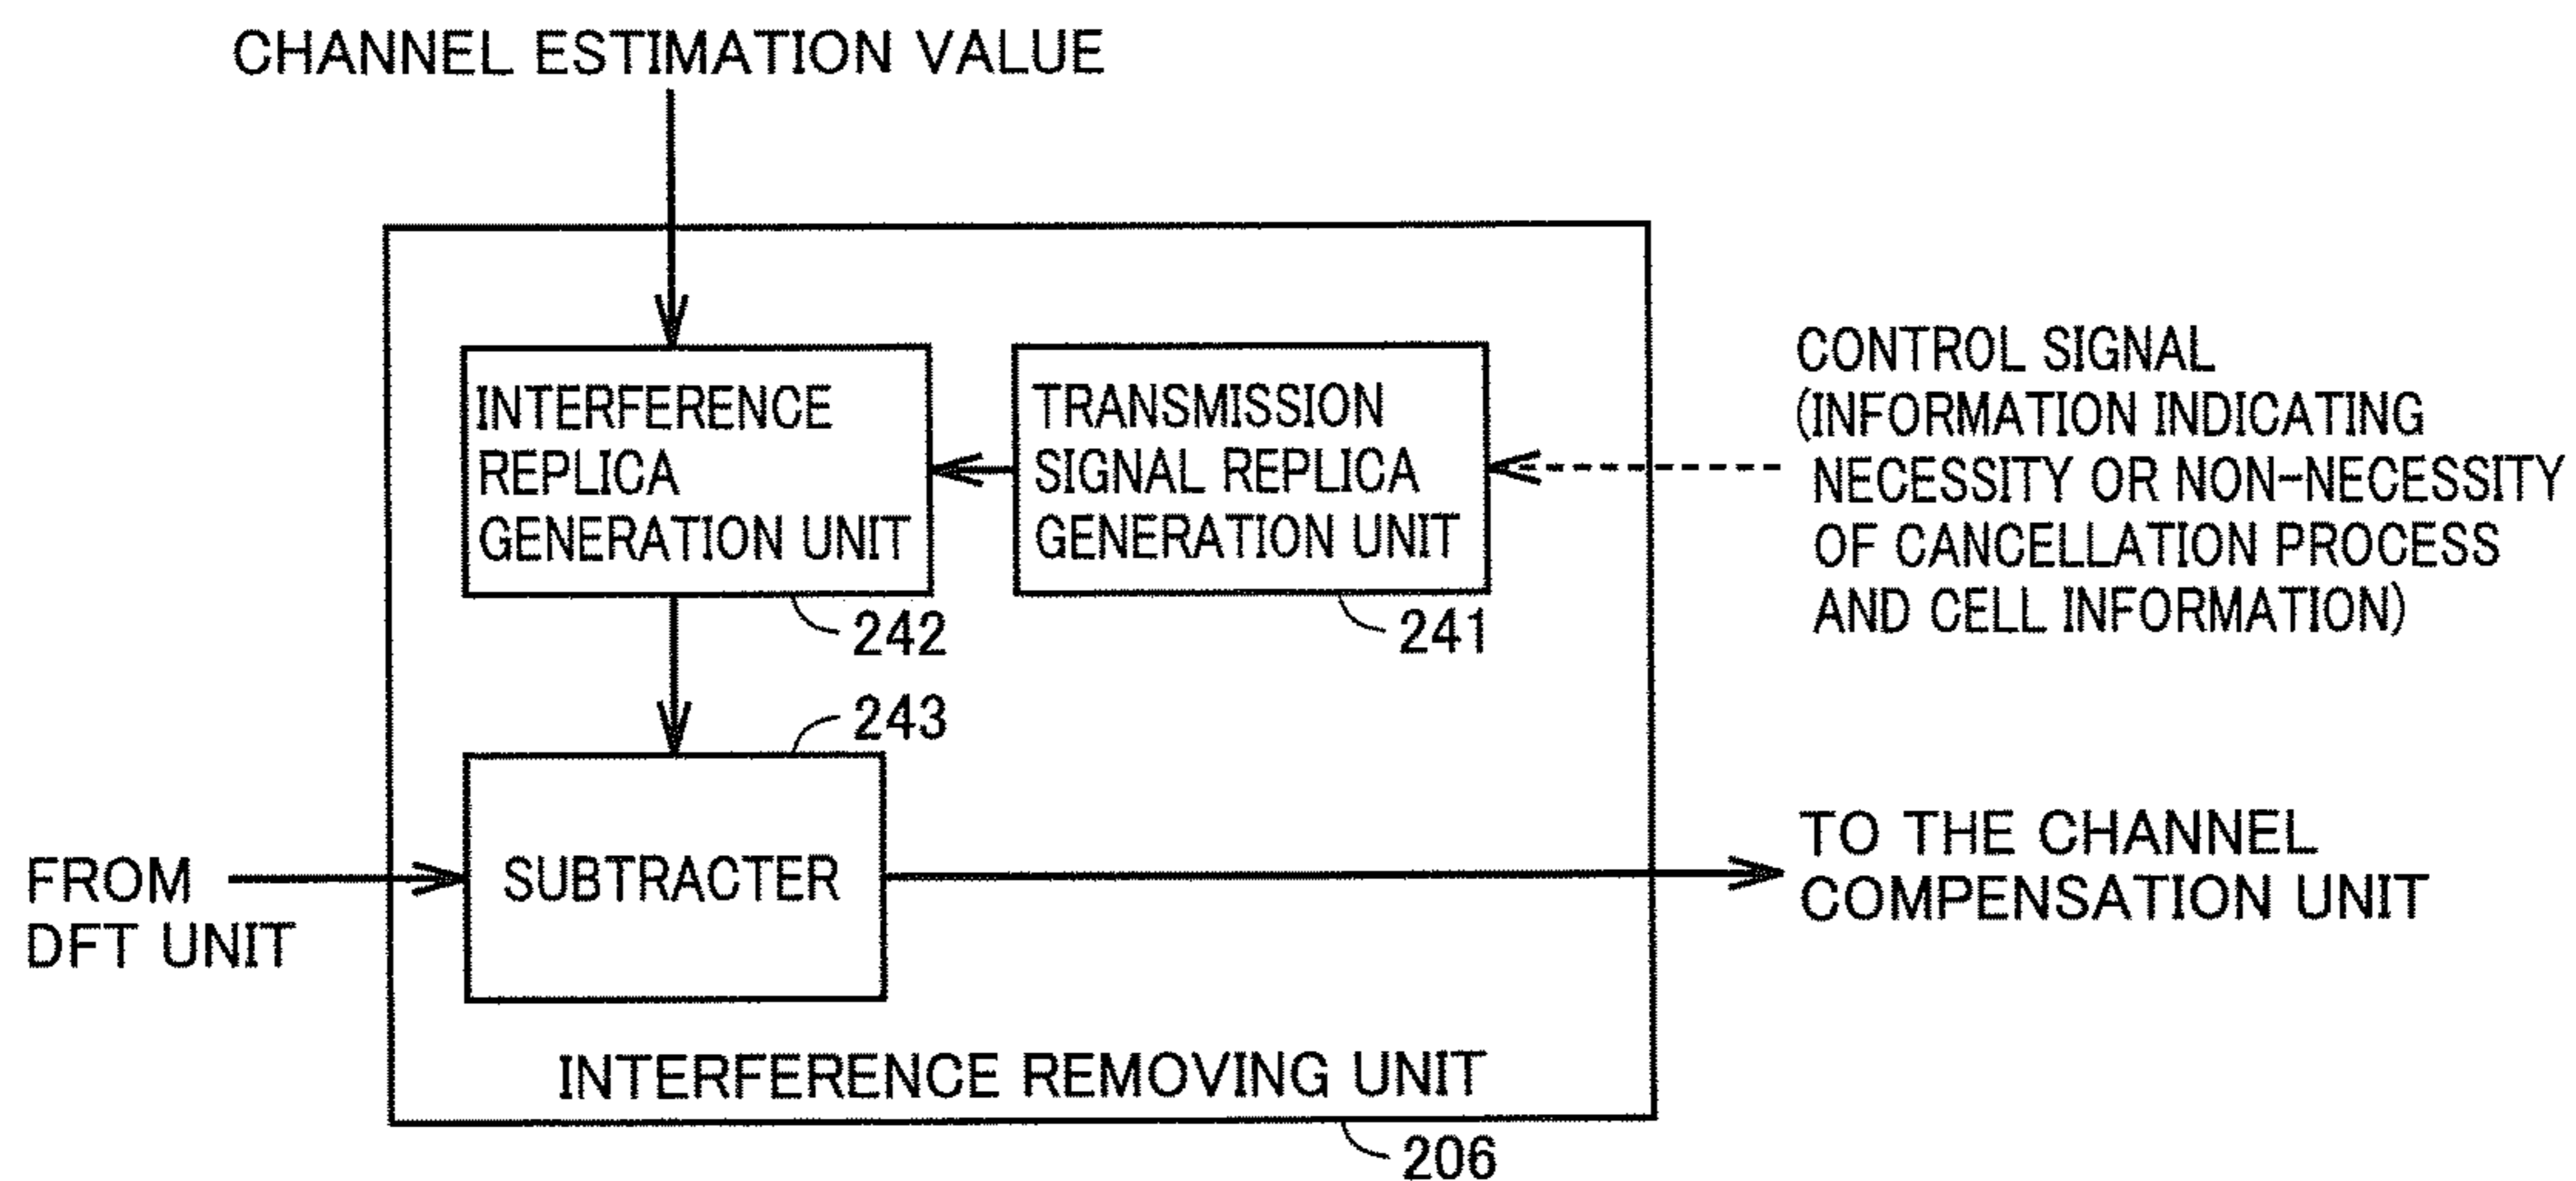 CHANNEL ESTIMATION VALUE
INTERFERENCE
REPLICA
GENERATION UNIT
242
TRANSMISSION
SIGNAL REPLICA
GENERATION UNIT
241
CONTROL SIGNAL
(INFORMATION INDICATING
NECESSITY OR NON-NECESSITY
OF CANCELLATION PROCESS
AND CELL INFORMATION)
243
SUBTRACTER
FROM
DFT UNIT
TO THE CHANNEL
COMPENSATION UNIT
INTERFERENCE REMOVING UNIT
206